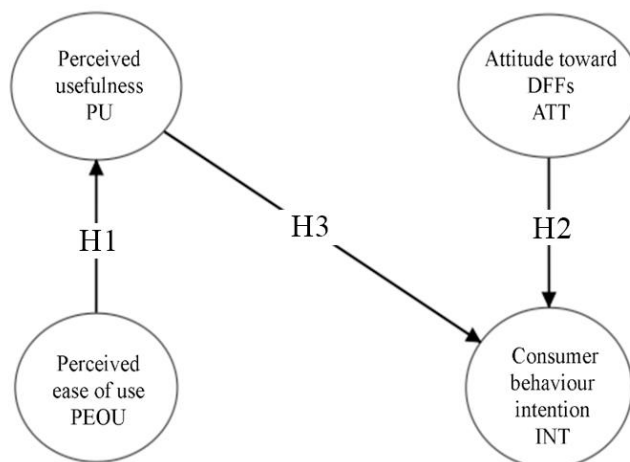 Perceived
usefulness
PU
Attitude toward
DFFs
ATT
H1
H3
H2
Perceived
ease of use
PEOU
Consumer
behaviour
intention
INT